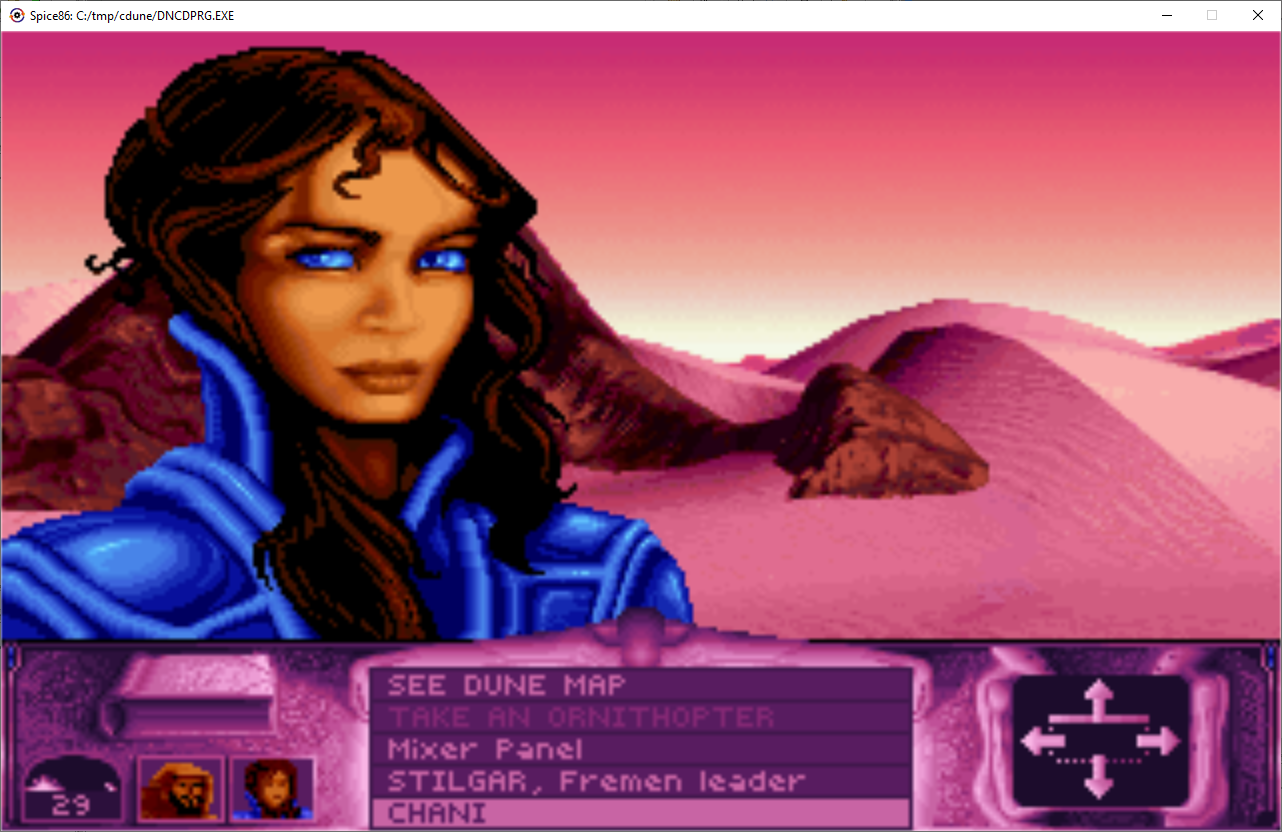 Spice86: C:/tmp/cdune/DNCDPRG.EXE
SEE DUNE MAP
TAKE AN ORNITHOPTER
Mixer Panel
STILGAR, Fremen leader
CHANI
29